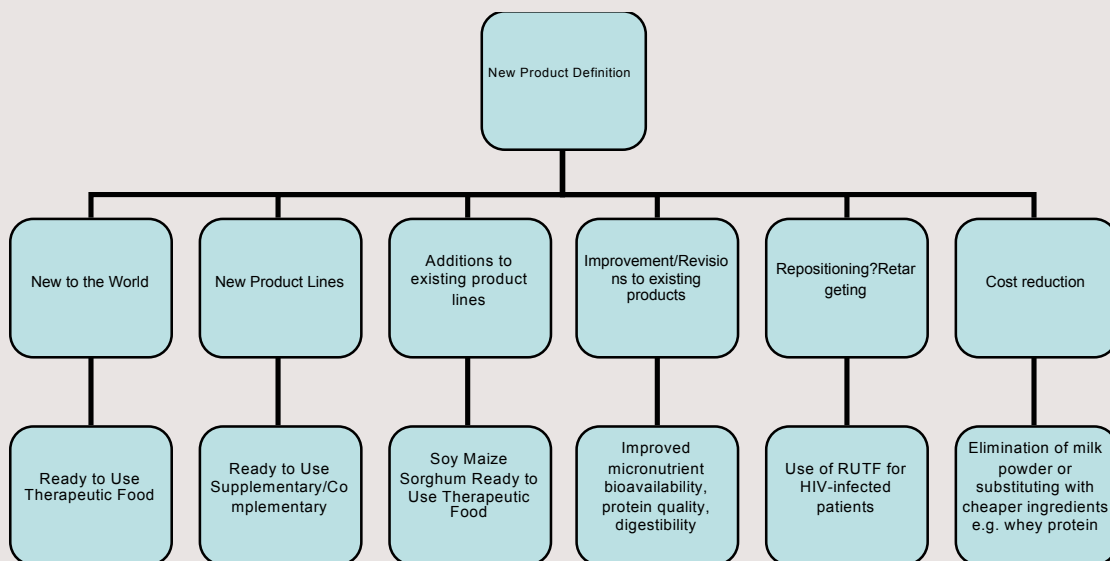 New Product Definition
New to the World
New Product Lines
Additions to
existing product
lines
Improvement/Revisio
ns to existing
products
Repositioning?Retar
geting
Cost reduction
Ready to Use
Therapeutic Food
Ready to Use
Supplementary/Co
mplementary
Soy Maize
Sorghum Ready to
Use Therapeutic
Food
Improved
micronutrient
bioavailability,
protein quality,
digestibility
Use of RUTF for
HIV-infected
patients
Elimination of milk
powder or
substituting with
cheaper ingredients
e.g. whey protein